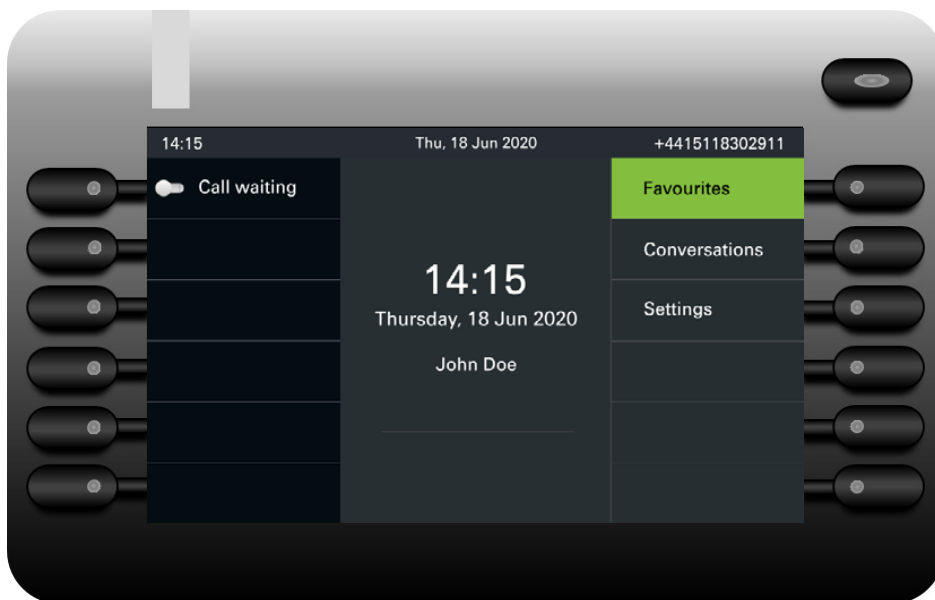 14:15
Thu, 18 Jun 2020
+4415118302911
Call waiting
14:15
Thursday, 18 Jun 2020
John Doe
Favourites
Conversations
Settings